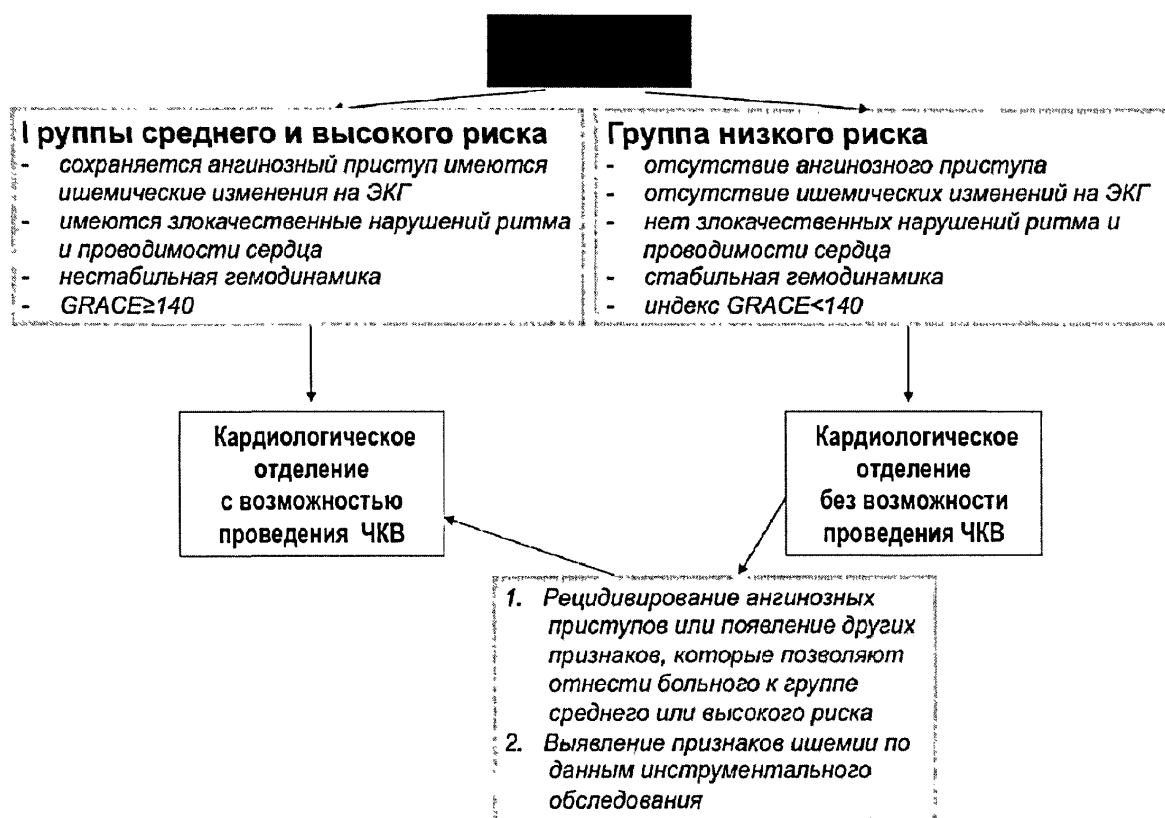 I руппы среднего и высокого риска
- сохраняется ангинозный приступ имеются
ишемические изменения на ЭКГ
- имеются злокачественные нарушений ритма
и проводимости сердца
- нестабильная гемодинамика
- GRACE≥140
Группа низкого риска
- отсутствие ангинозного приступа
- отсутствие ишемических изменений на ЭКГ
- нет злокачественных нарушений ритма и
проводимости сердца
- стабильная гемодинамика
- индекс GRACE<140
Кардиологическое
отделение
с возможностью
проведения ЧКВ
Кардиологическое
отделение
без возможности
проведения ЧКВ
1. Рецидивирование ангинозных
приступов или появление других
признаков, которые позволяют
отнести больного к группе
среднего или высокого риска
2. Выявление признаков ишемии по
данным инструментального
обследования